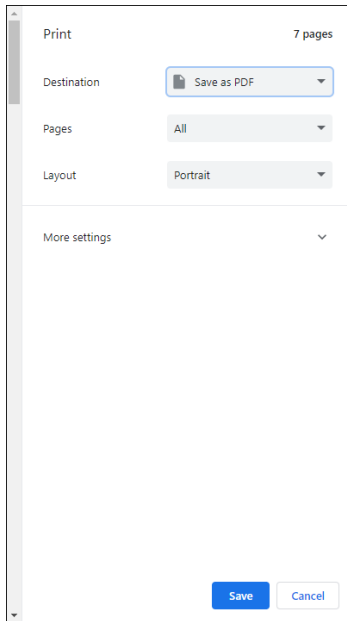 Print 7 pages
Destination Save as PDF
Pages All
Layout Portrait
More settings
Save Cancel